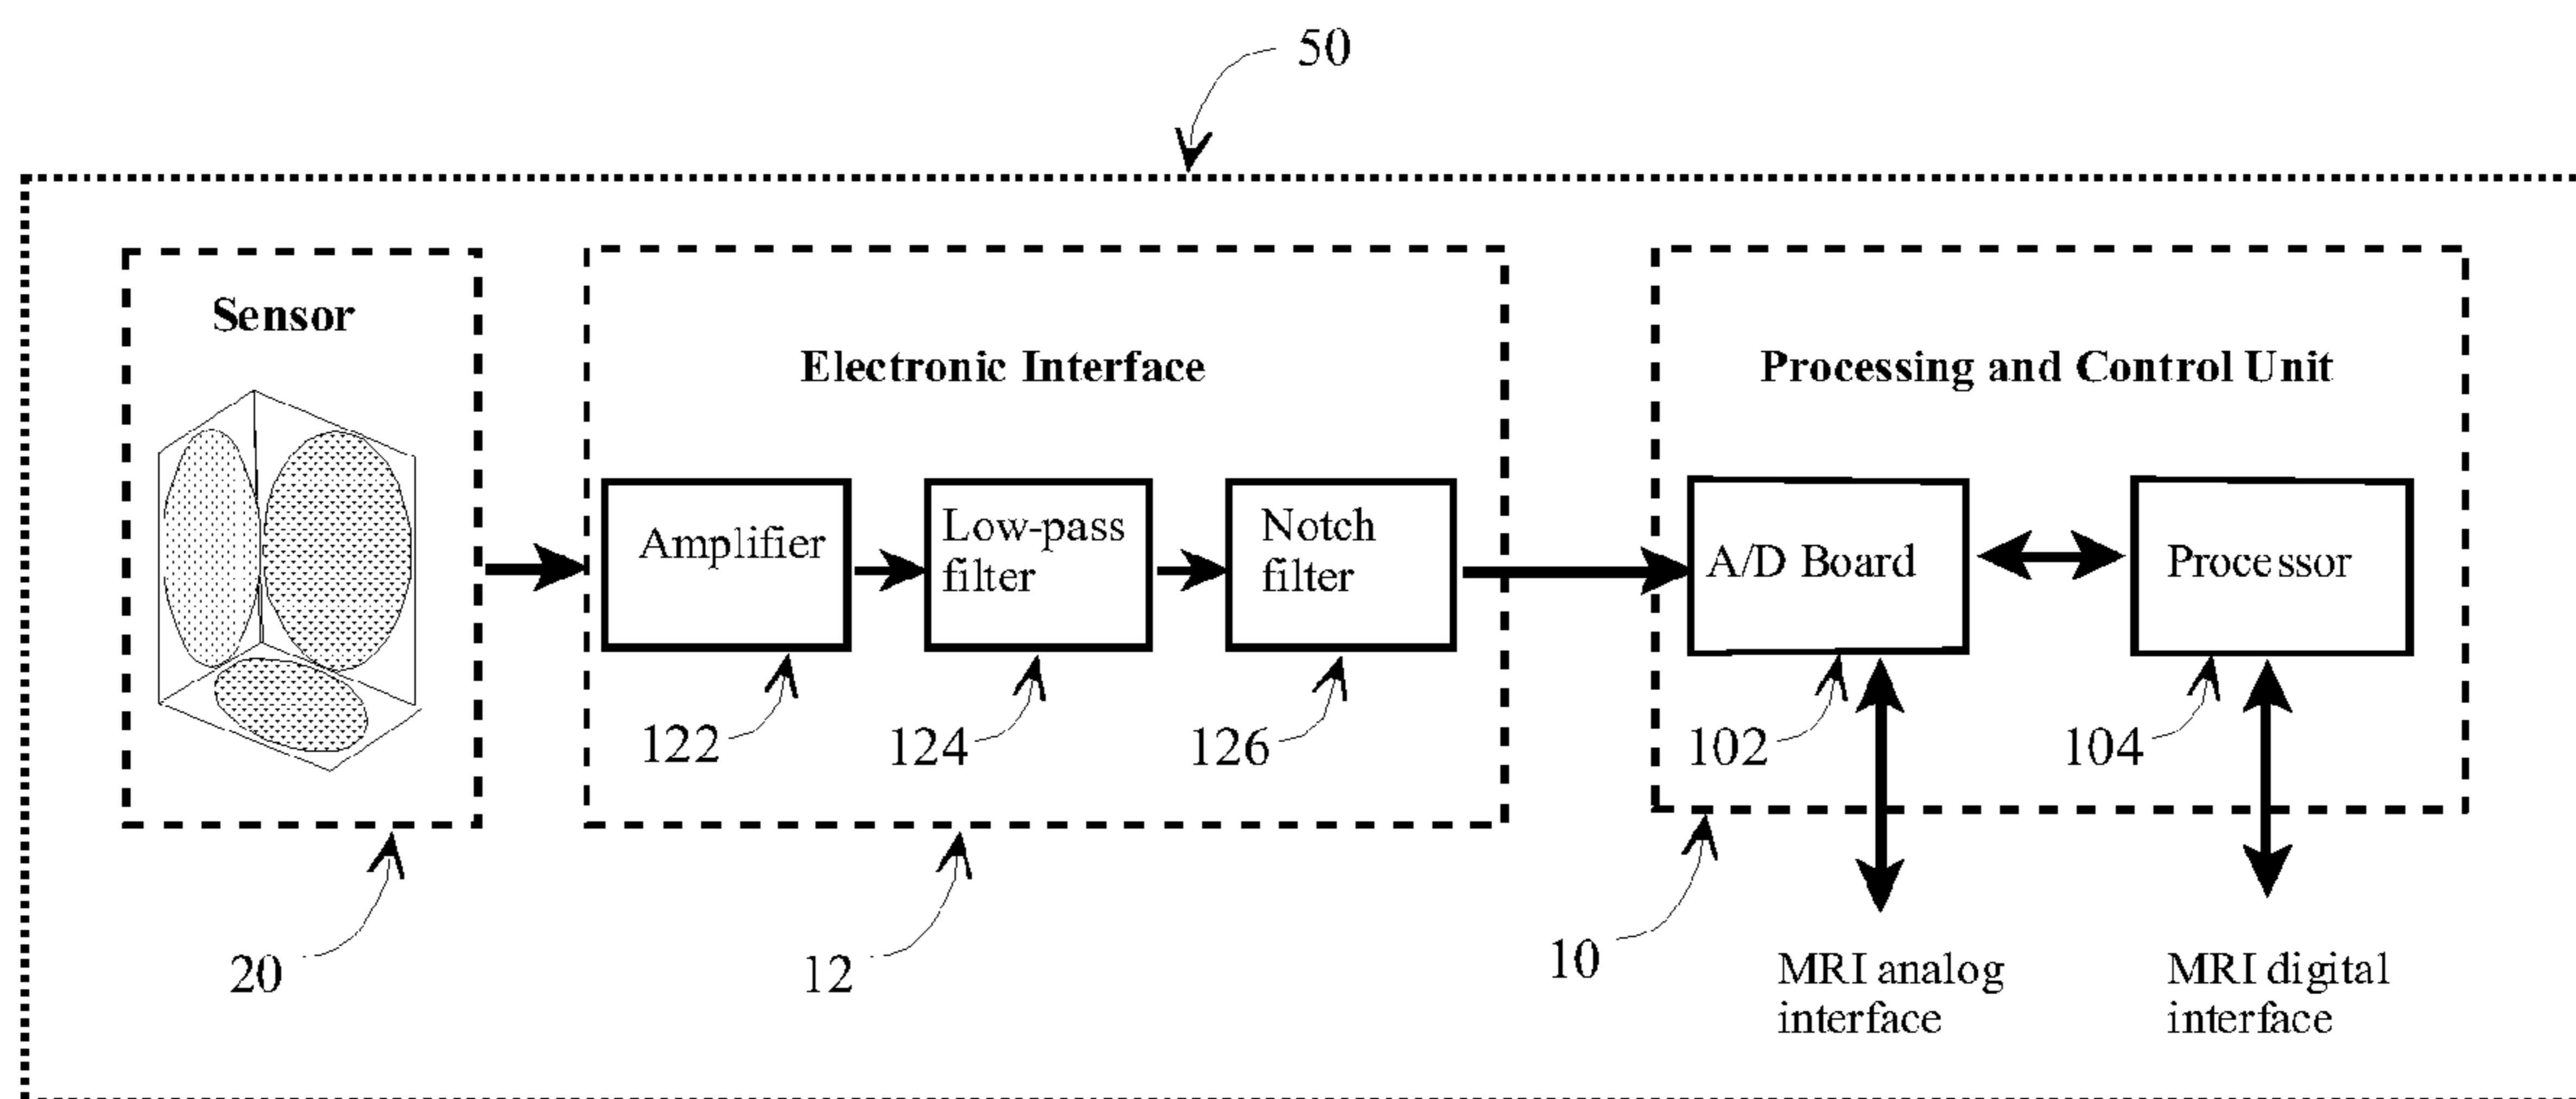 50
Sensor
Electronic Interface
Processing and Control Unit
Amplifier
Low-pass
filter
Notch
filter
A/D Board
Processor
122
124
126
102
104
20
12
10
MRI analog
interface
MRI digital
interface